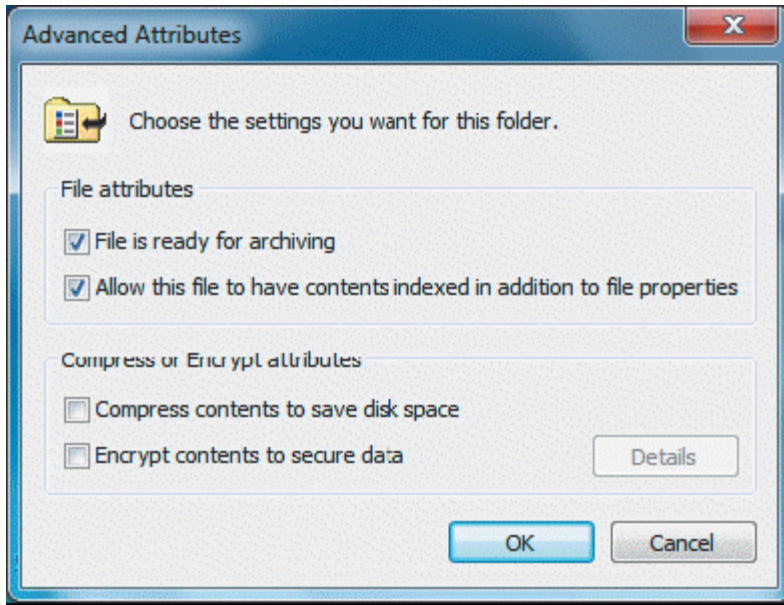 Advanced Attributes
Choose the settings you want for this folder.
File attributes
File is ready for archiving
Allow this file to have contents indexed in addition to file properties
Compress or Encrypt attributes
Compress contents to save disk space
Encrypt contents to secure data
Details
OK
Cancel